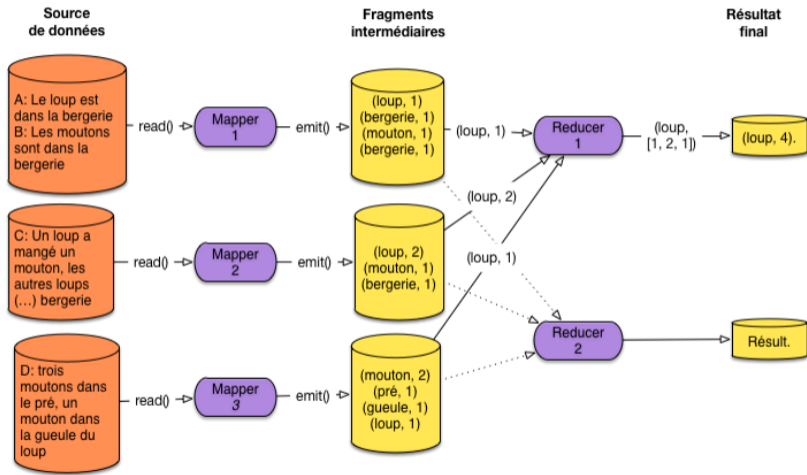 Source
de données
Fragments
intermédiaires
Résultat
final
A: Le loup est
dans la bergerie
B: Les moutons
sont dans la
bergerie
read()
Mapper
1
emit()
(loup, 1)
(bergerie, 1)
(mouton, 1)
(bergerie, 1)
(loup, 1)
Reducer
1
(loup,
[1, 2, 1])
(loup, 4).
(loup, 2)
C: Un loup a
mangé un
mouton, les
autres loups
(...) bergerie
read()
Mapper
2
emit()
(loup, 2)
(mouton, 1)
(bergerie, 1)
(loup, 1)
Reducer
2
Résult.
D: trois
moutons dans
le pré, un
mouton dans
la gueule du
loup
read()
Mapper
3
emit()
(mouton, 2)
(pré, 1)
(gueule, 1)
(loup, 1)